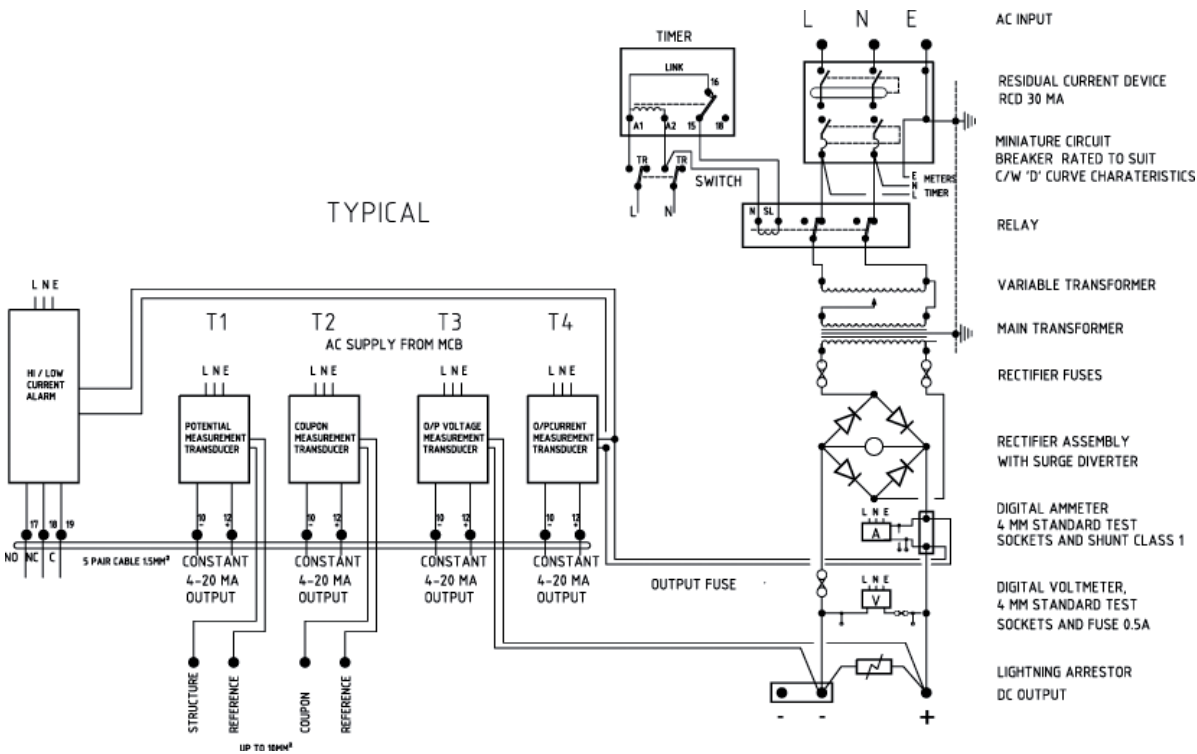 L N E
AC INPUT
TIMER
LINK
16
A1 A2 15 18
RESIDUAL CURRENT DEVICE
RCD 30 MA
MINIATURE CIRCUIT
BREAKER RATED TO SUIT
C/W 'D' CURVE CHARATERISTICS
TR TR
SWITCH
L N
E METERS
N
L TIMER
N SL
RELAY
TYPICAL
VARIABLE TRANSFORMER
MAIN TRANSFORMER
RECTIFIER FUSES
RECTIFIER ASSEMBLY
WITH SURGE DIVERTER
L N E
HI / LOW
CURRENT
ALARM
T1 T2 T3 T4
AC SUPPLY FROM MCB
L N E
L N E
L N E
L N E
POTENTIAL
MEASUREMENT
TRANSDUCER
COUPON
MEASUREMENT
TRANSDUCER
O/P VOLTAGE
MEASUREMENT
TRANSDUCER
O/PCURRENT
MEASUREMENT
TRANSDUCER
L N E
A
DIGITAL AMMETER
4 MM STANDARD TEST
SOCKETS AND SHUNT CLASS 1
17 18 19
10 12
- +
10 12
- +
10 12
- +
10 12
- +
NO NC C
5 PAIR CABLE 1.5MM²
CONSTANT
4-20 MA
OUTPUT
CONSTANT
4-20 MA
OUTPUT
CONSTANT
4-20 MA
OUTPUT
CONSTANT
4-20 MA
OUTPUT
OUTPUT FUSE
L N E
V
DIGITAL VOLTMETER,
4 MM STANDARD TEST
SOCKETS AND FUSE 0.5A
LIGHTNING ARRESTOR
DC OUTPUT
- - +
STRUCTURE
REFERENCE
COUPON
REFERENCE
UP TO 10MM²